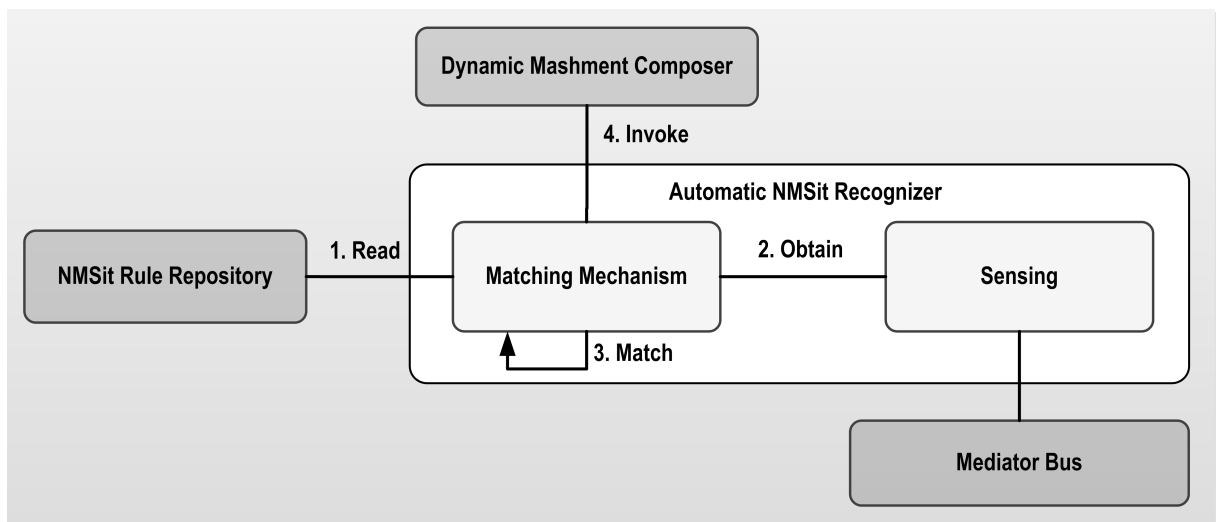 Dynamic Mashment Composer
4. Invoke
Automatic NMSit Recognizer
NMSit Rule Repository
1. Read
Matching Mechanism
2. Obtain
Sensing
3. Match
Mediator Bus